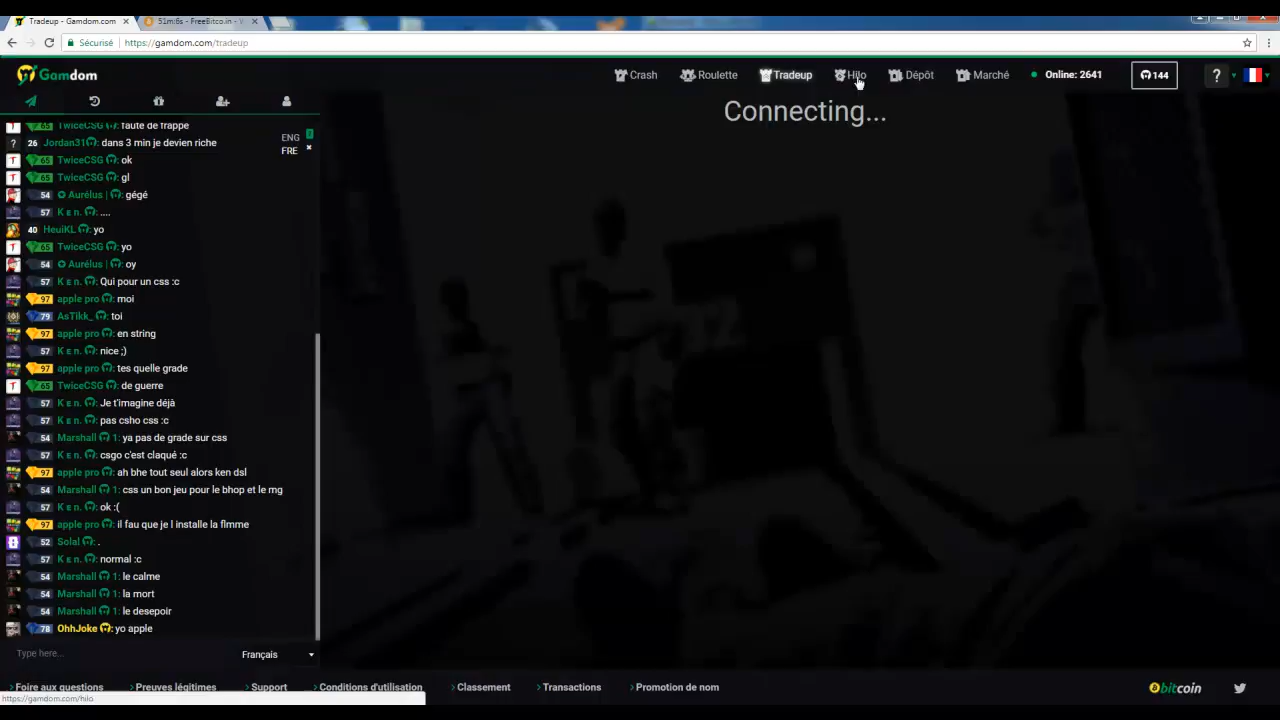 Tradeup - Gamdom.com
51m:6s - FreeBitco.in -
Sécurisé
https://gamdom.com/tradeup
Gamdom
Crash
Roulette
Tradeup
Hilo
Dépôt
Marché
Online: 2641
144
?
Connecting...
ENG
FRE
65 TwiceCSG : faute de frappe
? 26 Jordan31 : dans 3 min je devien riche
65 TwiceCSG : ok
65 TwiceCSG : gl
54 Aurélus | : gégé
57 K ε n. : ....
40 HeuiKL : yo
65 TwiceCSG : yo
54 Aurélus | : oy
57 K ε n. : Qui pour un css :c
97 apple pro : moi
79 AsTikk_ : toi
97 apple pro : en string
57 K ε n. : nice ;)
97 apple pro : tes quelle grade
65 TwiceCSG : de guerre
57 K ε n. : Je t'imagine déjà
57 K ε n. : pas csho css :c
54 Marshall 1 : ya pas de grade sur css
57 K ε n. : csgo c'est claqué :c
97 apple pro : ah bhe tout seul alors ken dsl
54 Marshall 1 : css un bon jeu pour le bhop et le mg
57 K ε n. : ok :(
97 apple pro : il fau que je l installe la flmme
52 Solal : .
57 K ε n. : normal :c
54 Marshall 1 : le calme
54 Marshall 1 : la mort
54 Marshall 1 : le desepoir
78 OhhJoke : yo apple
Type here...
Français
Foire aux questions
Preuves légitimes
Support
Conditions d'utilisation
Classement
Transactions
Promotion de nom
bitcoin
https://gamdom.com/hilo